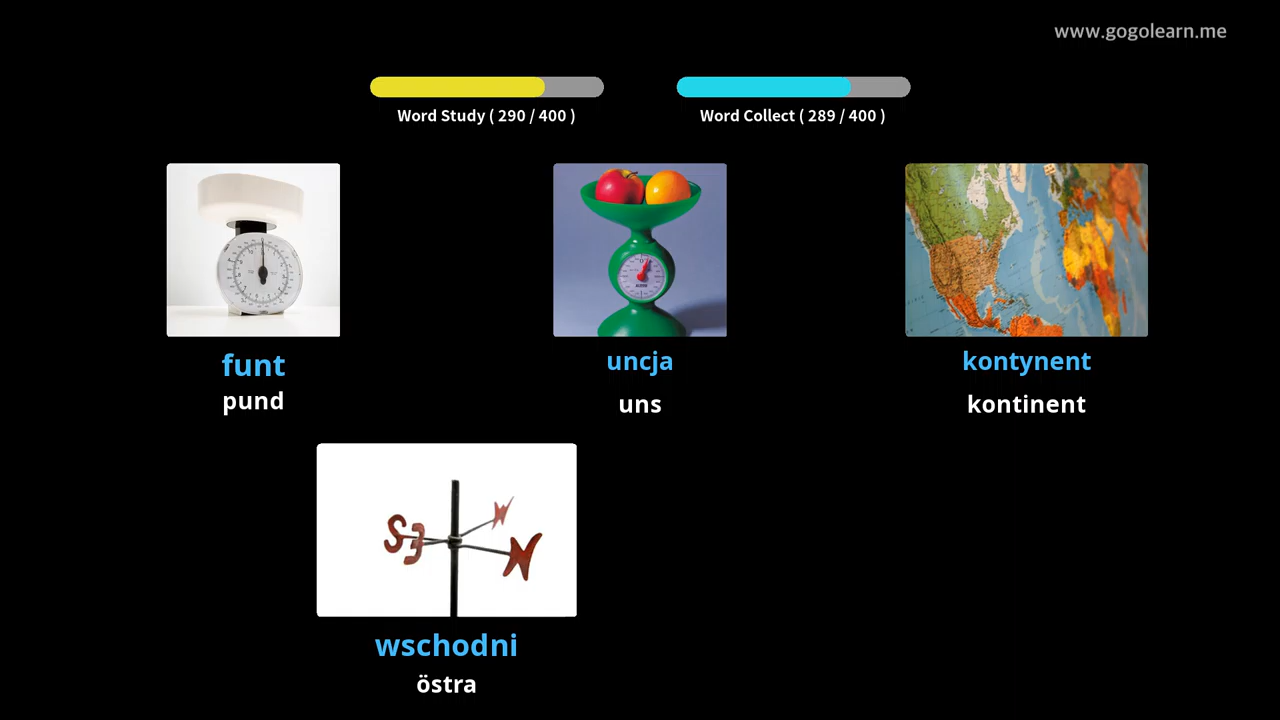 www.gogolearn.me
Word Study ( 290 / 400 )
Word Collect ( 289 / 400 )
funt
pund
uncja
uns
kontynent
kontinent
S
E
N
wschodni
östra